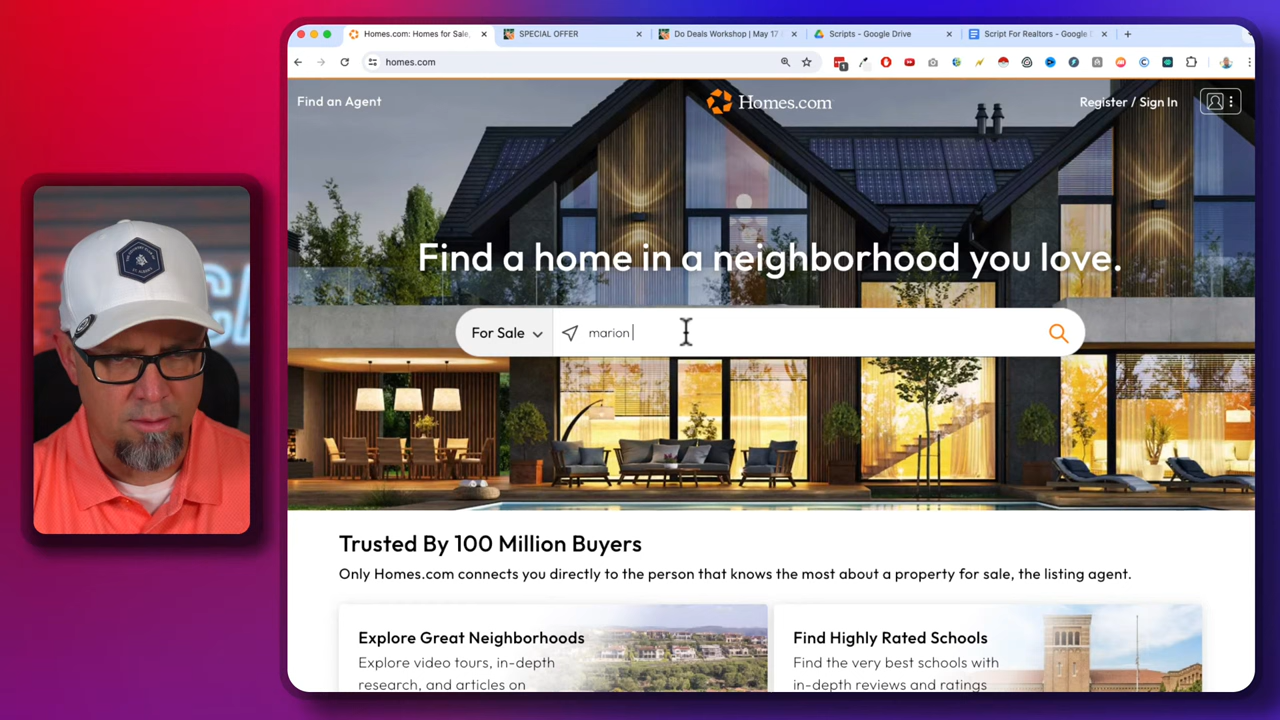 Homes.com: Homes for Sale,
SPECIAL OFFER
Do Deals Workshop | May 17
Scripts - Google Drive
Script For Realtors - Google D
homes.com
1
Find an Agent
Homes.com
Register / Sign In
Find a home in a neighborhood you love.
For Sale
marion
Trusted By 100 Million Buyers
Only Homes.com connects you directly to the person that knows the most about a property for sale, the listing agent.
Explore Great Neighborhoods
Explore video tours, in-depth
research, and articles on
Find Highly Rated Schools
Find the very best schools with
in-depth reviews and ratings